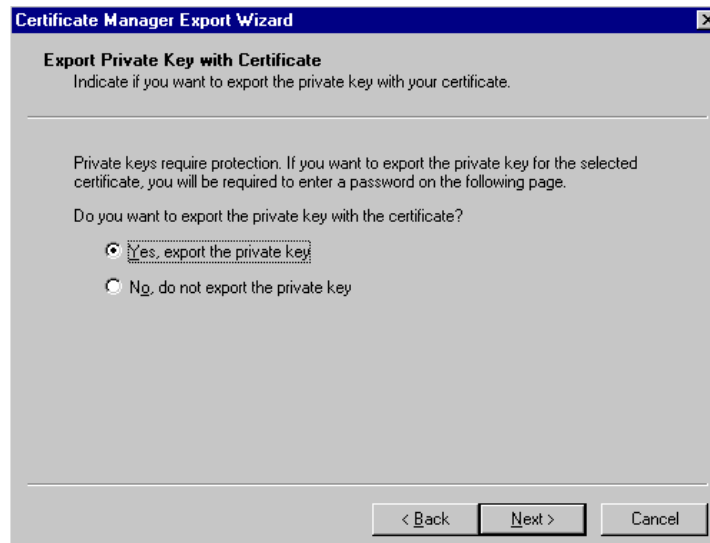 Certificate Manager Export Wizard
Export Private Key with Certificate
Indicate if you want to export the private key with your certificate.
Private keys require protection. If you want to export the private key for the selected
certificate, you will be required to enter a password on the following page.
Do you want to export the private key with the certificate?
Yes, export the private key
No, do not export the private key
< Back Next > Cancel